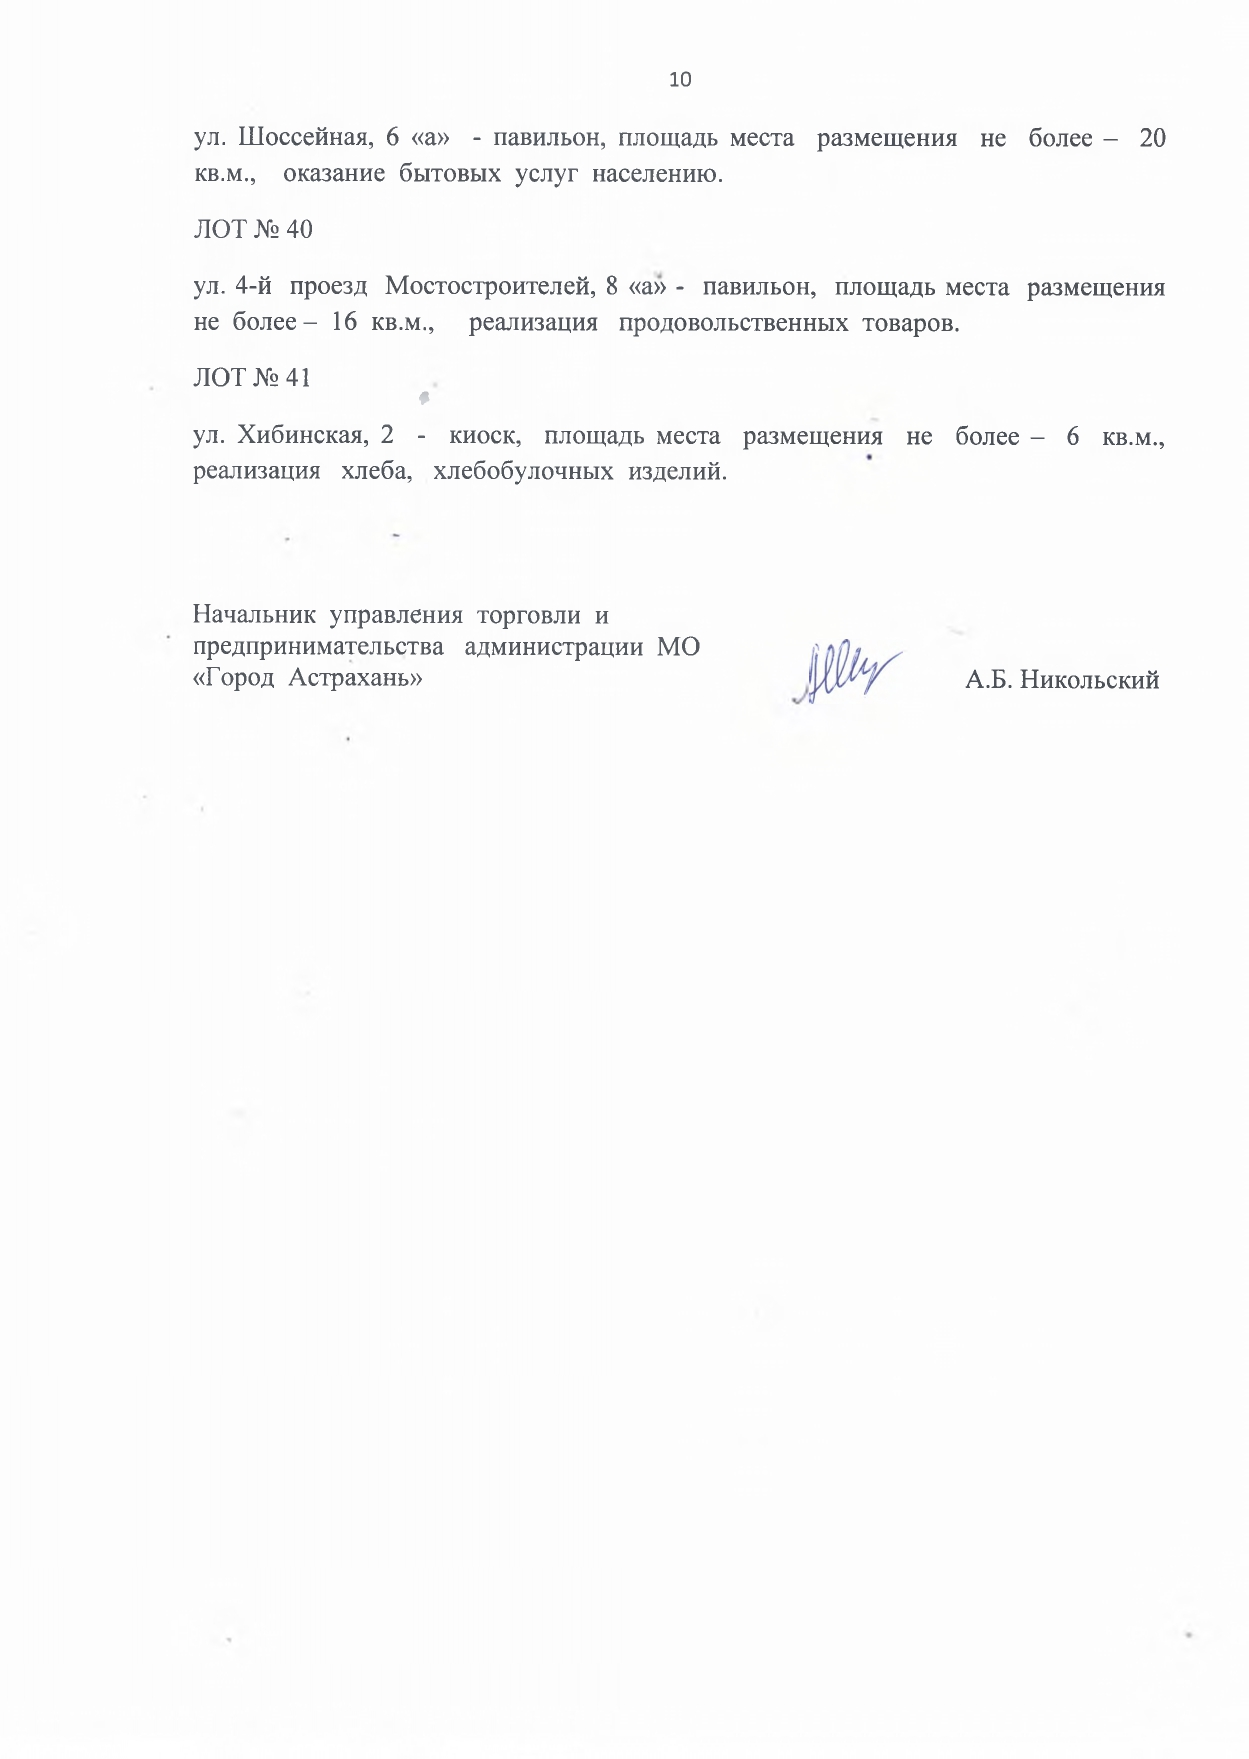 10
ул. Шоссейная, 6 «а» - павильон, площадь места размещения не более – 20
кв.м., оказание бытовых услуг населению.
ЛОТ № 40
ул. 4-й проезд Мостостроителей, 8 «а» - павильон, площадь места размещения
не более – 16 кв.м., реализация продовольственных товаров.
ЛОТ № 41
ул. Хибинская, 2 - киоск, площадь места размещения не более – 6 кв.м.,
реализация хлеба, хлебобулочных изделий.
Начальник управления торговли и
предпринимательства администрации МО
«Город Астрахань»
А.Б. Никольский